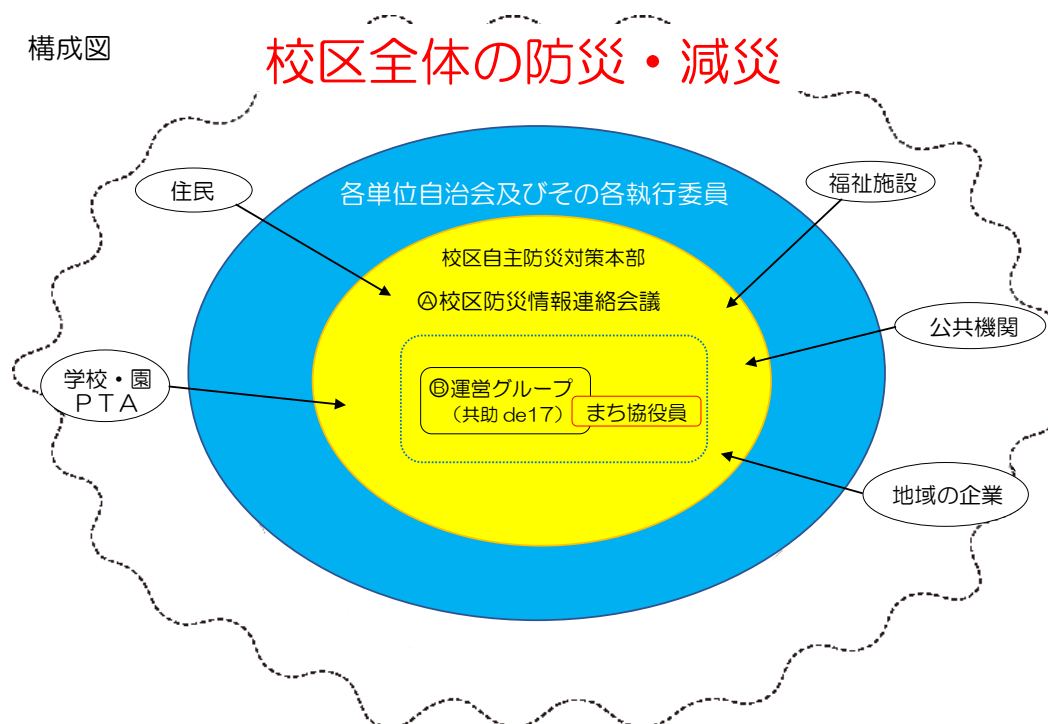 構成図
校区全体の防災・減災
住民
各単位自治会及びその各執行委員
福祉施設
校区自主防災対策本部
Ⓐ校区防災情報連絡会議
公共機関
学校・園
ＰＴＡ
Ⓑ運営グループ
（共助 de17）
まち協役員
地域の企業